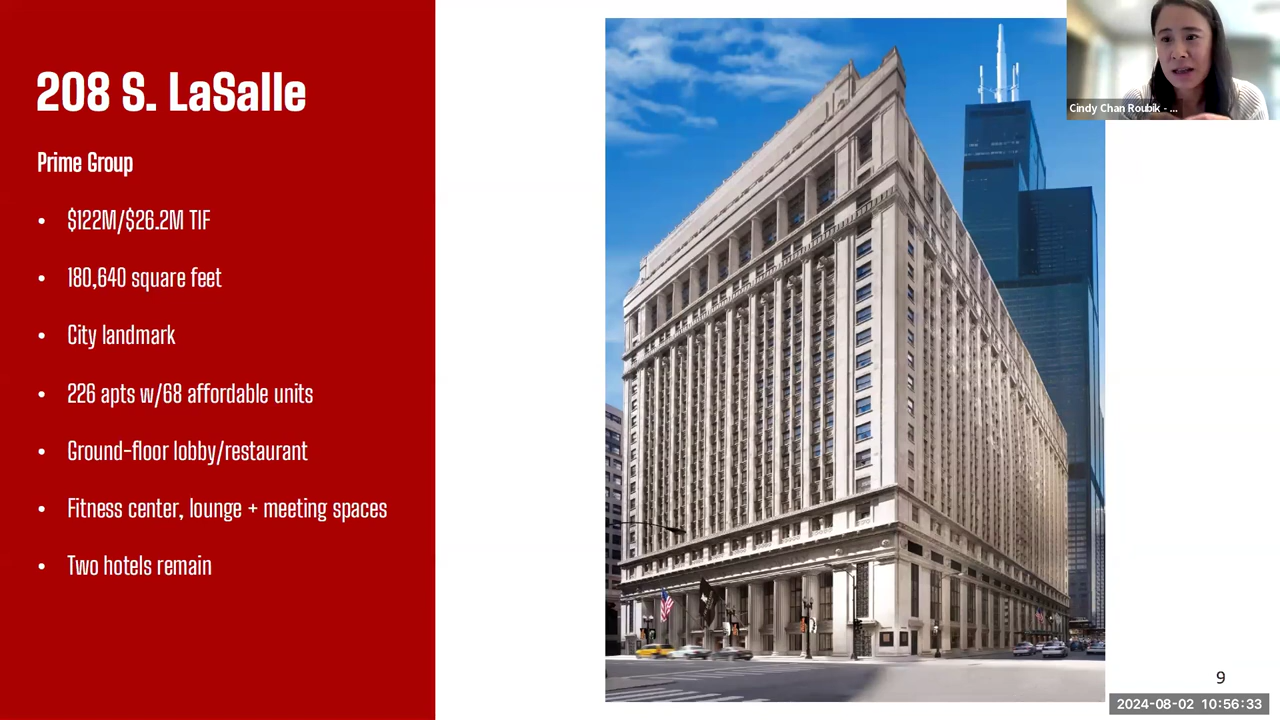 208 S. LaSalle
Prime Group
• $122M/$26.2M TIF
• 180,640 square feet
• City landmark
• 226 apts w/68 affordable units
• Ground-floor lobby/restaurant
• Fitness center, lounge + meeting spaces
• Two hotels remain
Cindy Chan Roubik - ...
9
2024-08-02 10:56:33